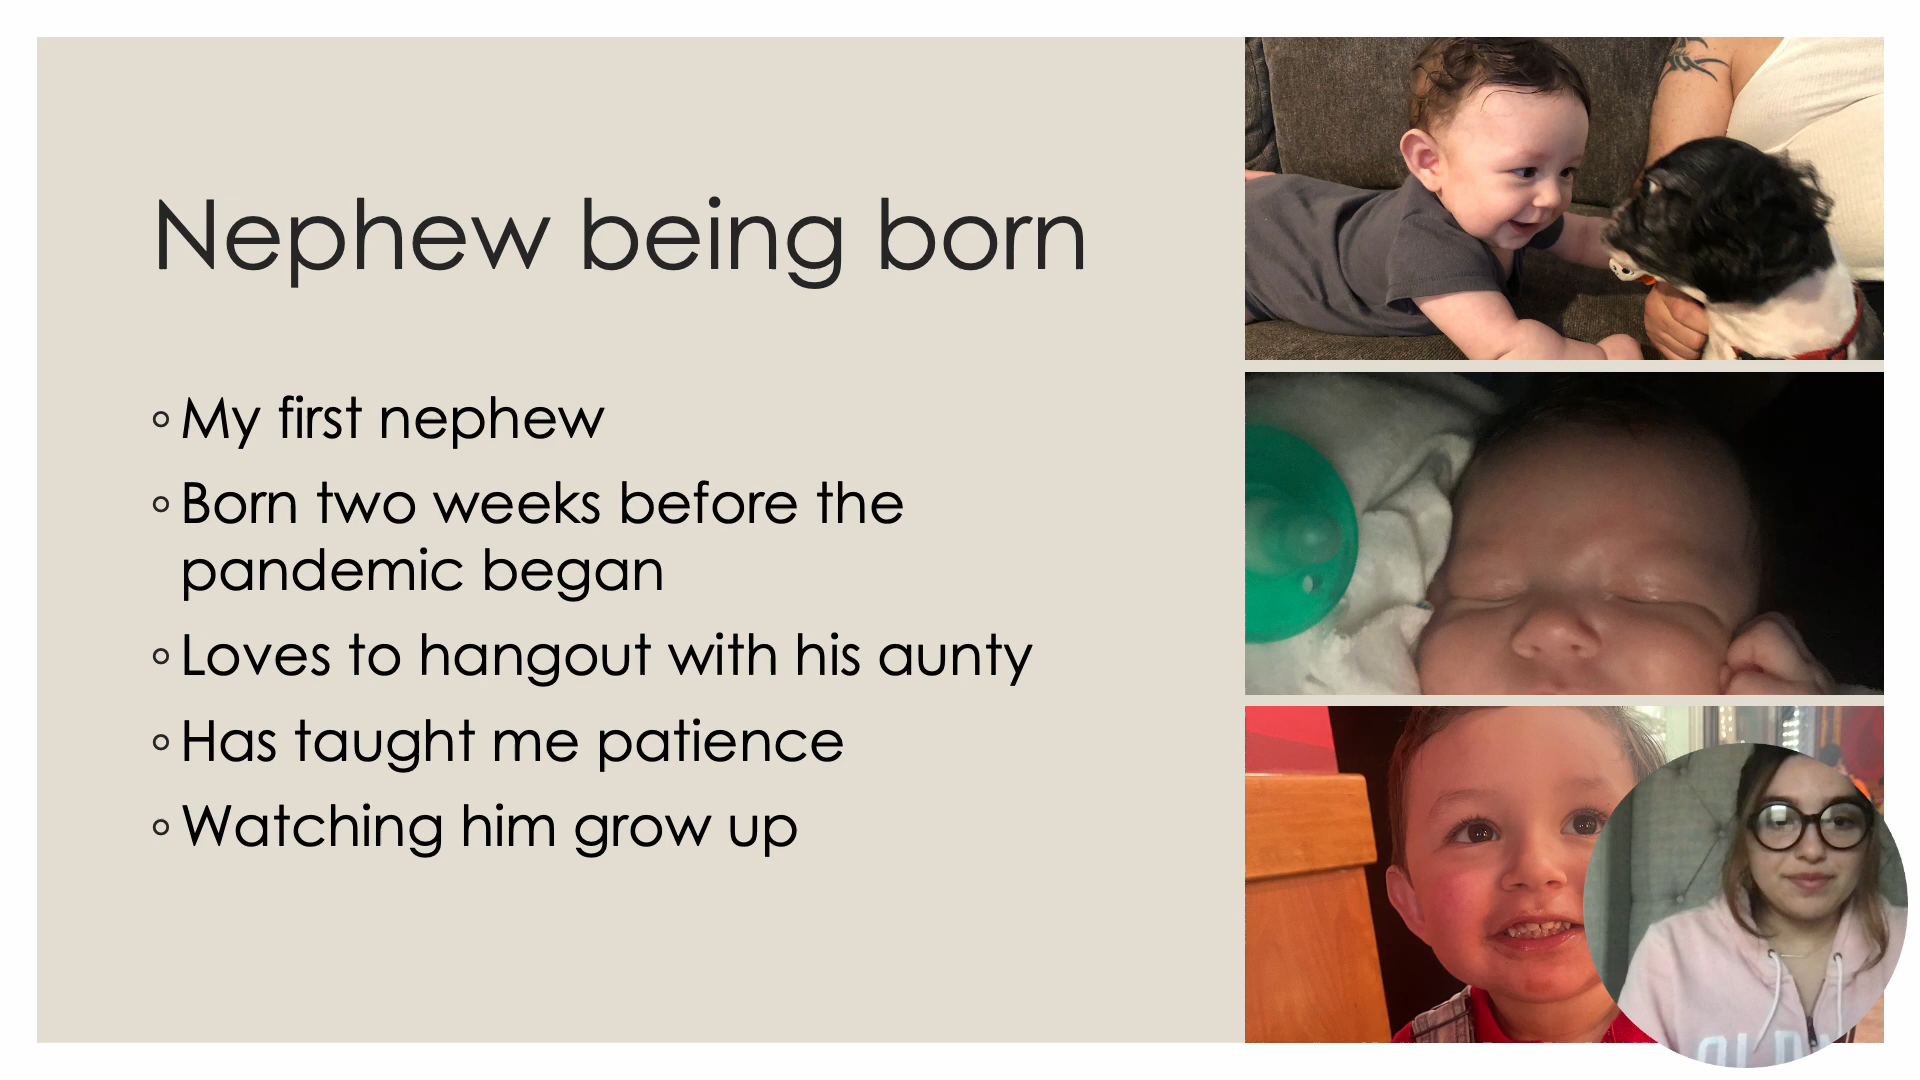 Nephew being born
◦ My first nephew
◦ Born two weeks before the
pandemic began
◦ Loves to hangout with his aunty
◦ Has taught me patience
◦ Watching him grow up